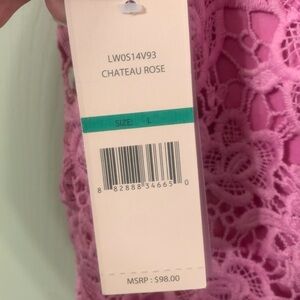 LW0S14V93
CHATEAU ROSE
SIZE: L
8 82888 34665 0
MSRP : $98.00